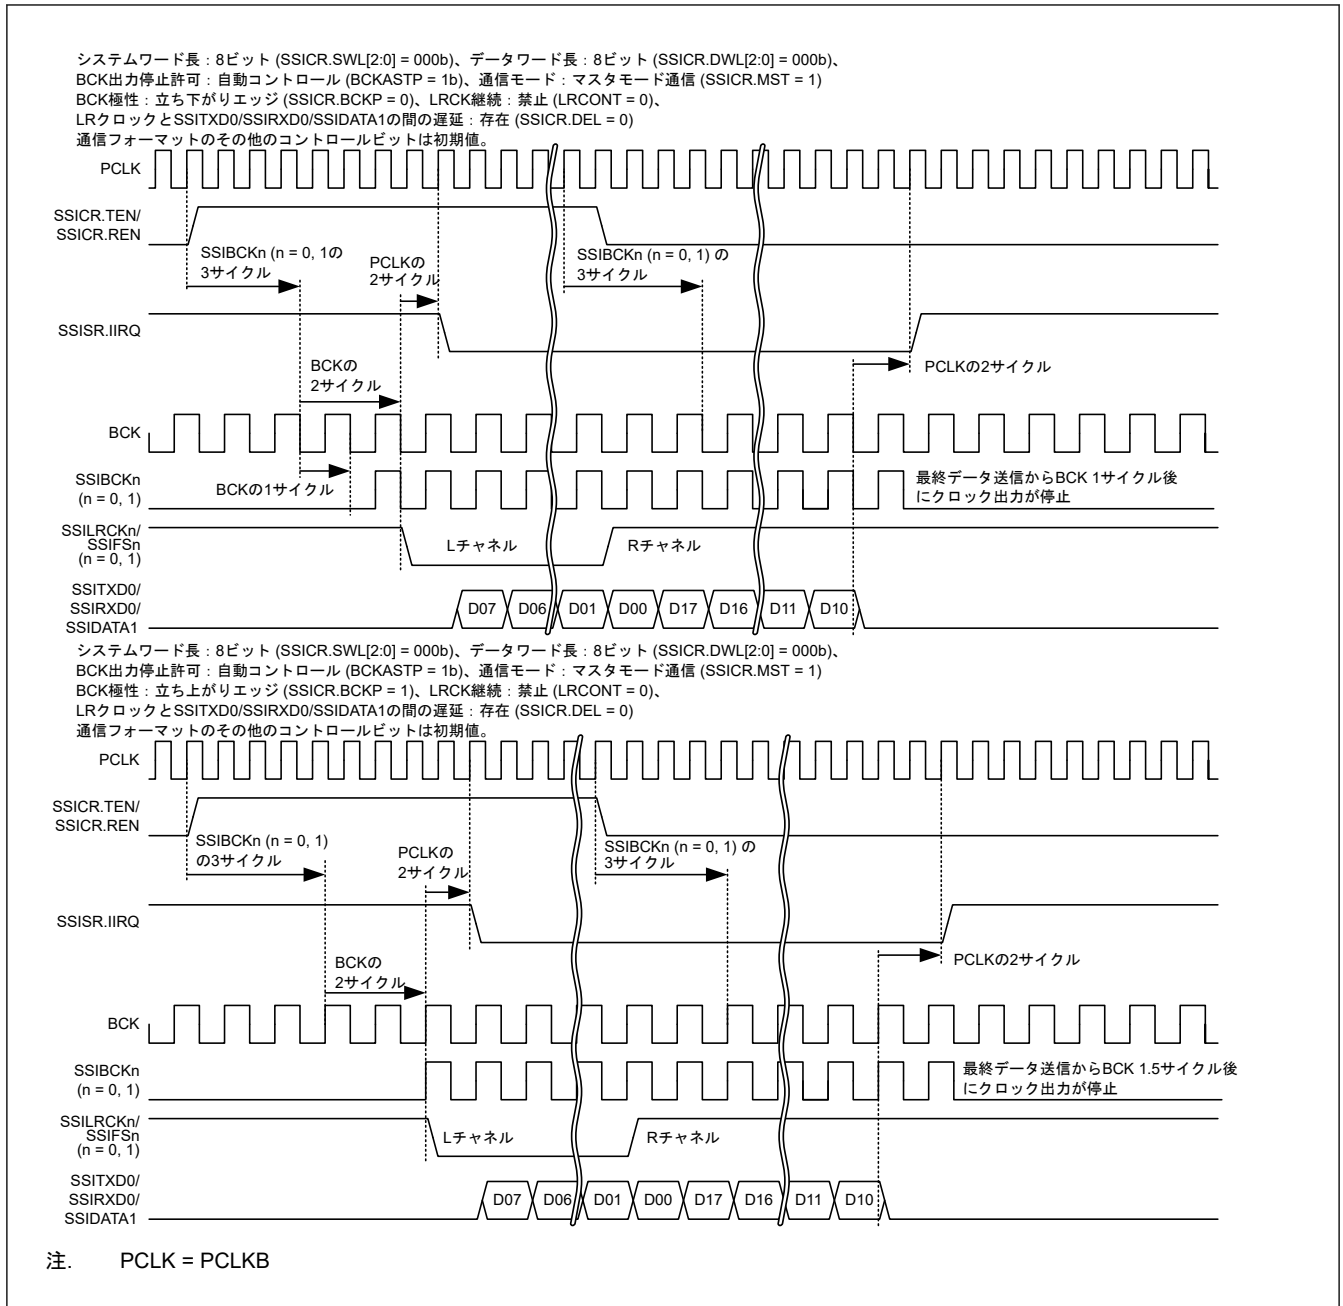 システムワード長：8ビット (SSICR.SWL[2:0] = 000b)、データワード長：8ビット (SSICR.DWL[2:0] = 000b)、
BCK出力停止許可：自動コントロール (BCKASTP = 1b)、通信モード：マスタモード通信 (SSICR.MST = 1)
BCK極性：立ち下がりエッジ (SSICR.BCKP = 0)、LRCK継続：禁止 (LRCONT = 0)、
LRクロックとSSITXD0/SSIRXD0/SSIDATA1の間の遅延：存在 (SSICR.DEL = 0)
通信フォーマットのその他のコントロールビットは初期値。
PCLK
SSICR.TEN/
SSICR.REN
SSIBCKn (n = 0, 1の
3サイクル
PCLKの
2サイクル
SSIBCKn (n = 0, 1) の
3サイクル
SSISR.IIRQ
BCKの
2サイクル
PCLKの2サイクル
BCK
SSIBCKn
(n = 0, 1)
BCKの1サイクル
最終データ送信からBCK 1サイクル後
にクロック出力が停止
SSILRCKn/
SSIFSn
(n = 0, 1)
Lチャネル
Rチャネル
SSITXD0/
SSIRXD0/
SSIDATA1
D07 D06 D01 D00 D17 D16 D11 D10
システムワード長：8ビット (SSICR.SWL[2:0] = 000b)、データワード長：8ビット (SSICR.DWL[2:0] = 000b)、
BCK出力停止許可：自動コントロール (BCKASTP = 1b)、通信モード：マスタモード通信 (SSICR.MST = 1)
BCK極性：立ち上がりエッジ (SSICR.BCKP = 1)、LRCK継続：禁止 (LRCONT = 0)、
LRクロックとSSITXD0/SSIRXD0/SSIDATA1の間の遅延：存在 (SSICR.DEL = 0)
通信フォーマットのその他のコントロールビットは初期値。
PCLK
SSICR.TEN/
SSICR.REN
SSIBCKn (n = 0, 1)
の3サイクル
PCLKの
2サイクル
SSIBCKn (n = 0, 1) の
3サイクル
SSISR.IIRQ
BCKの
2サイクル
PCLKの2サイクル
BCK
SSIBCKn
(n = 0, 1)
最終データ送信からBCK 1.5サイクル後
にクロック出力が停止
SSILRCKn/
SSIFSn
(n = 0, 1)
Lチャネル
Rチャネル
SSITXD0/
SSIRXD0/
SSIDATA1
D07 D06 D01 D00 D17 D16 D11 D10
注. PCLK = PCLKB